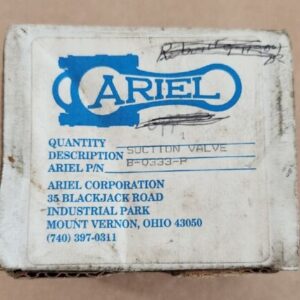 ARIEL
QUANTITY 1
DESCRIPTION SUCTION VALVE
ARIEL P/N B-0333-P
ARIEL CORPORATION
35 BLACKJACK ROAD
INDUSTRIAL PARK
MOUNT VERNON, OHIO 43050
(740) 397-0311